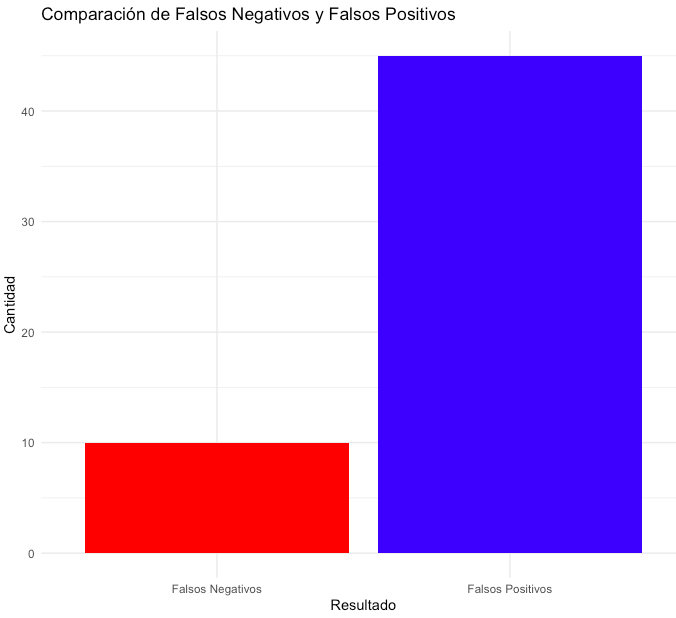 Comparación de Falsos Negativos y Falsos Positivos
Cantidad
40
30
20
10
0
Falsos Negativos
Falsos Positivos
Resultado